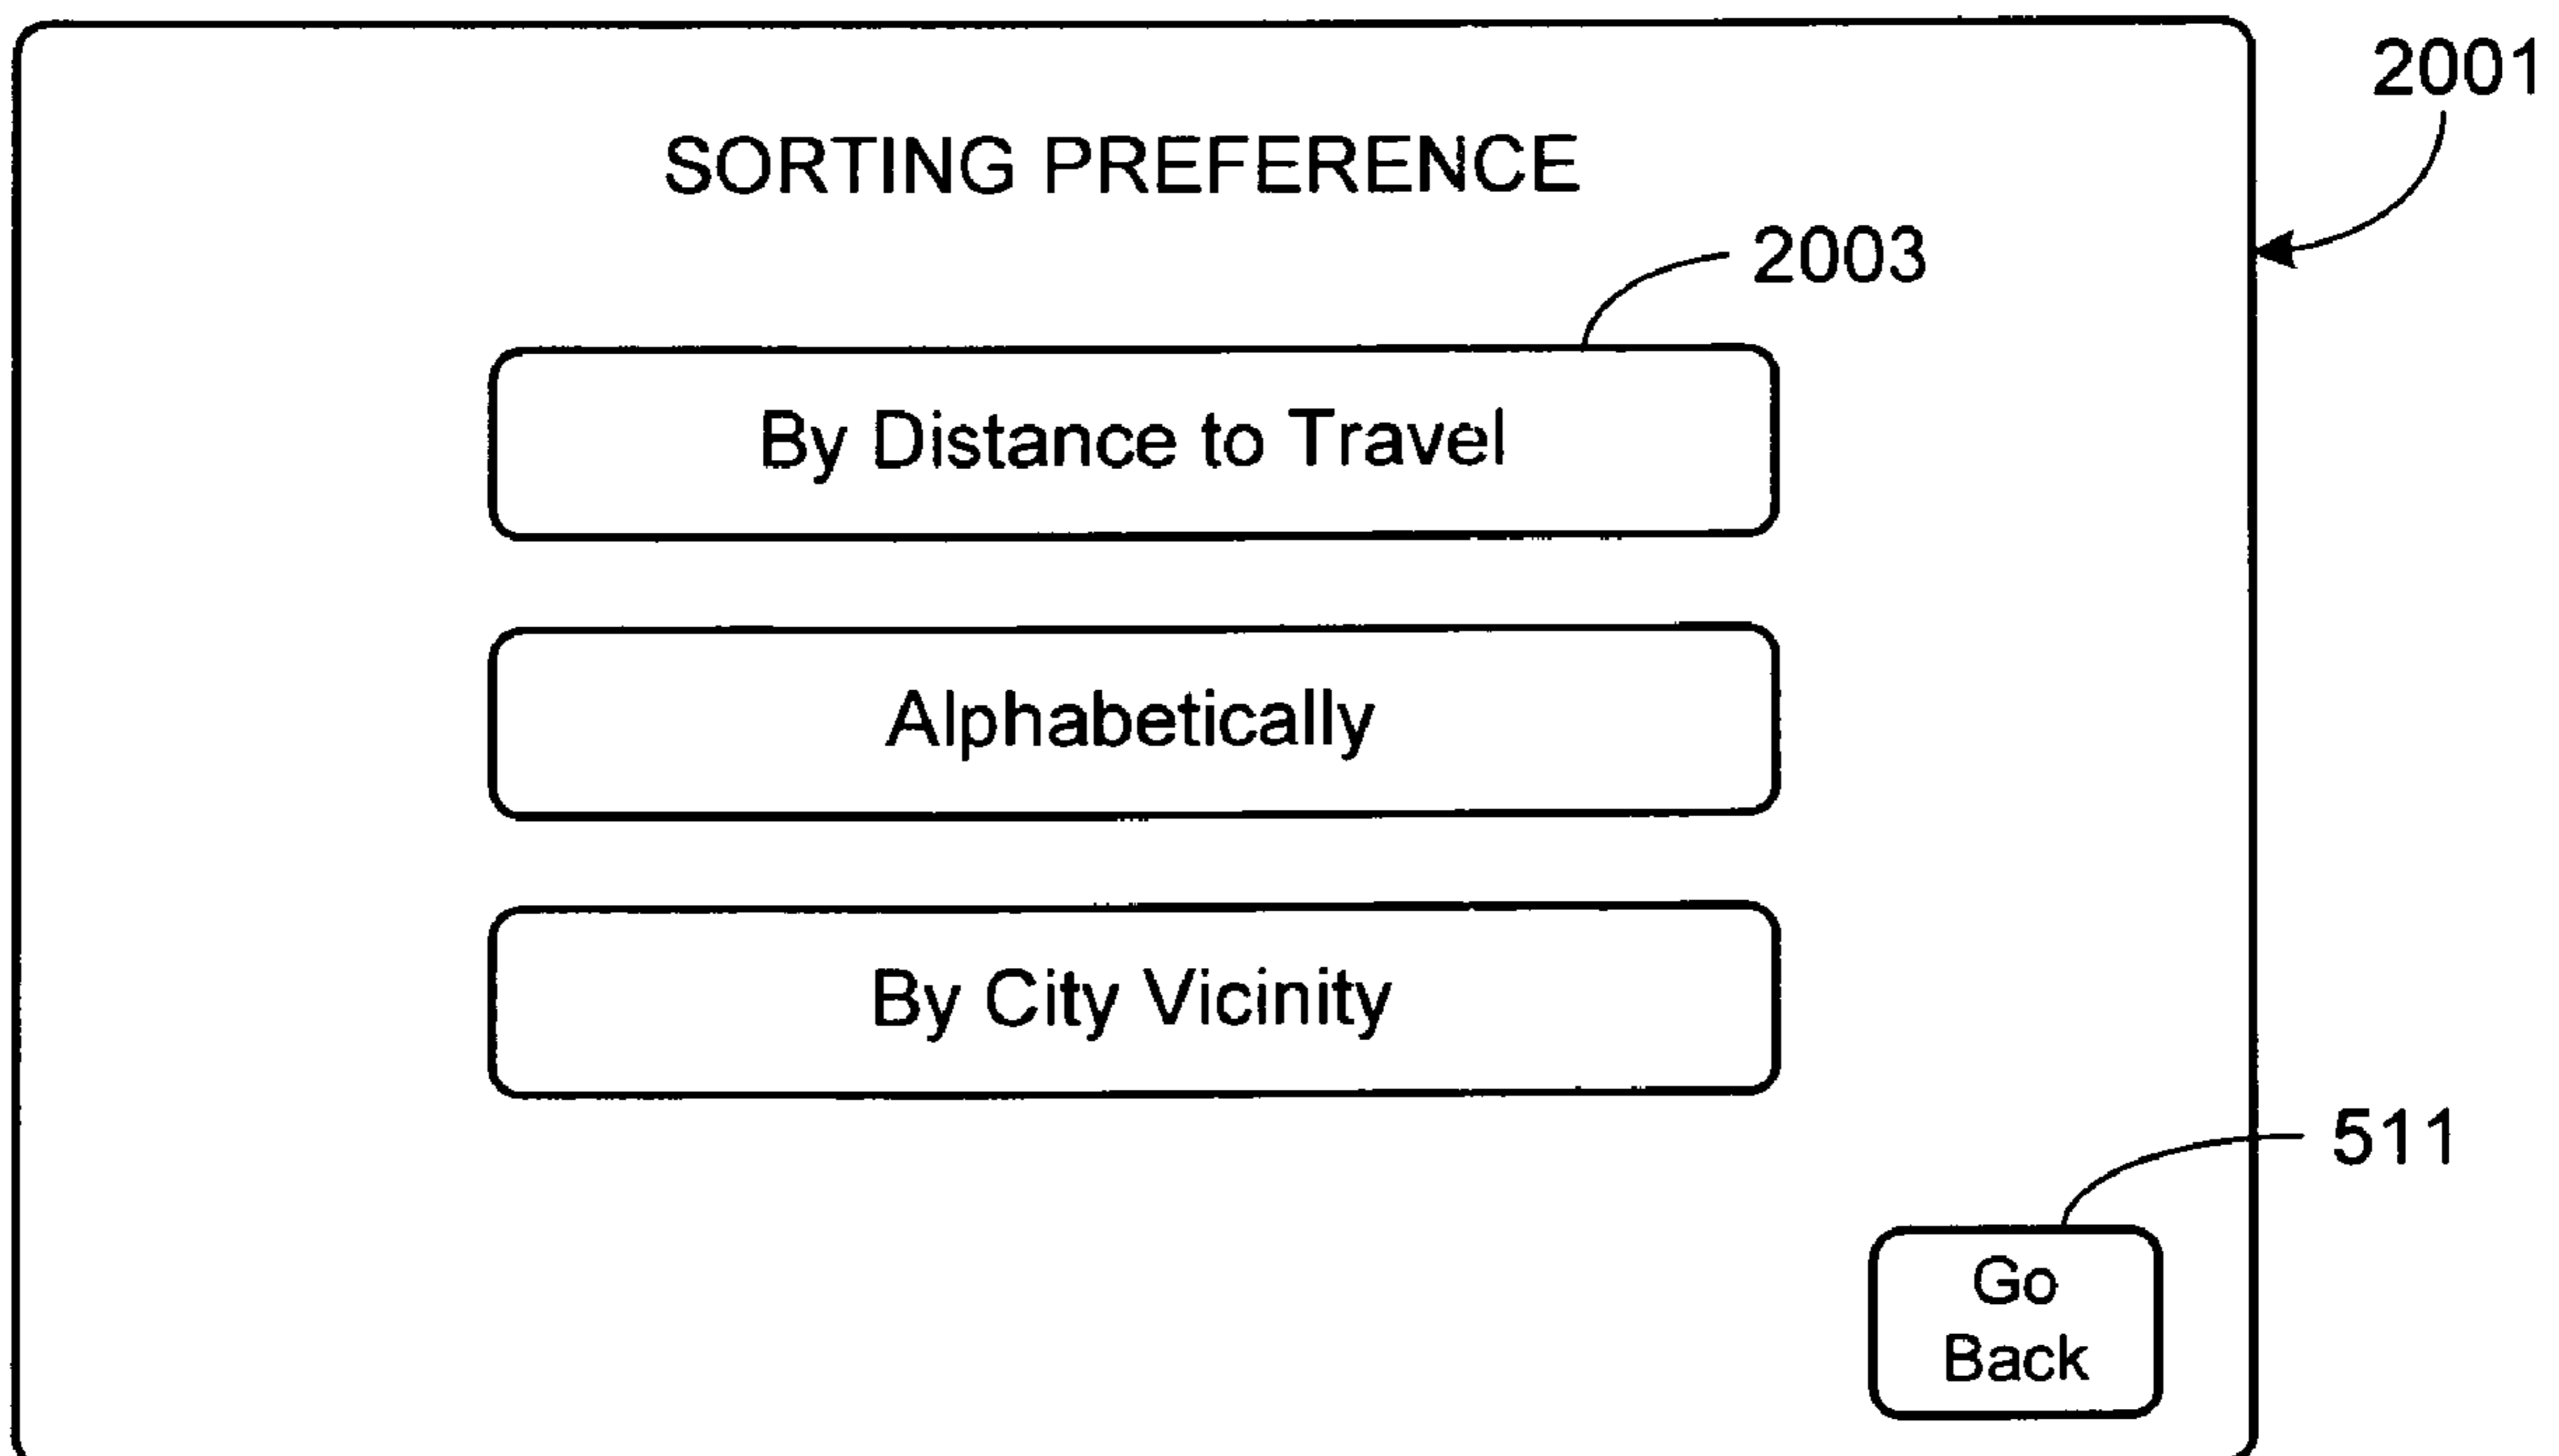 2001
SORTING PREFERENCE
2003
By Distance to Travel
Alphabetically
By City Vicinity
511
Go
Back